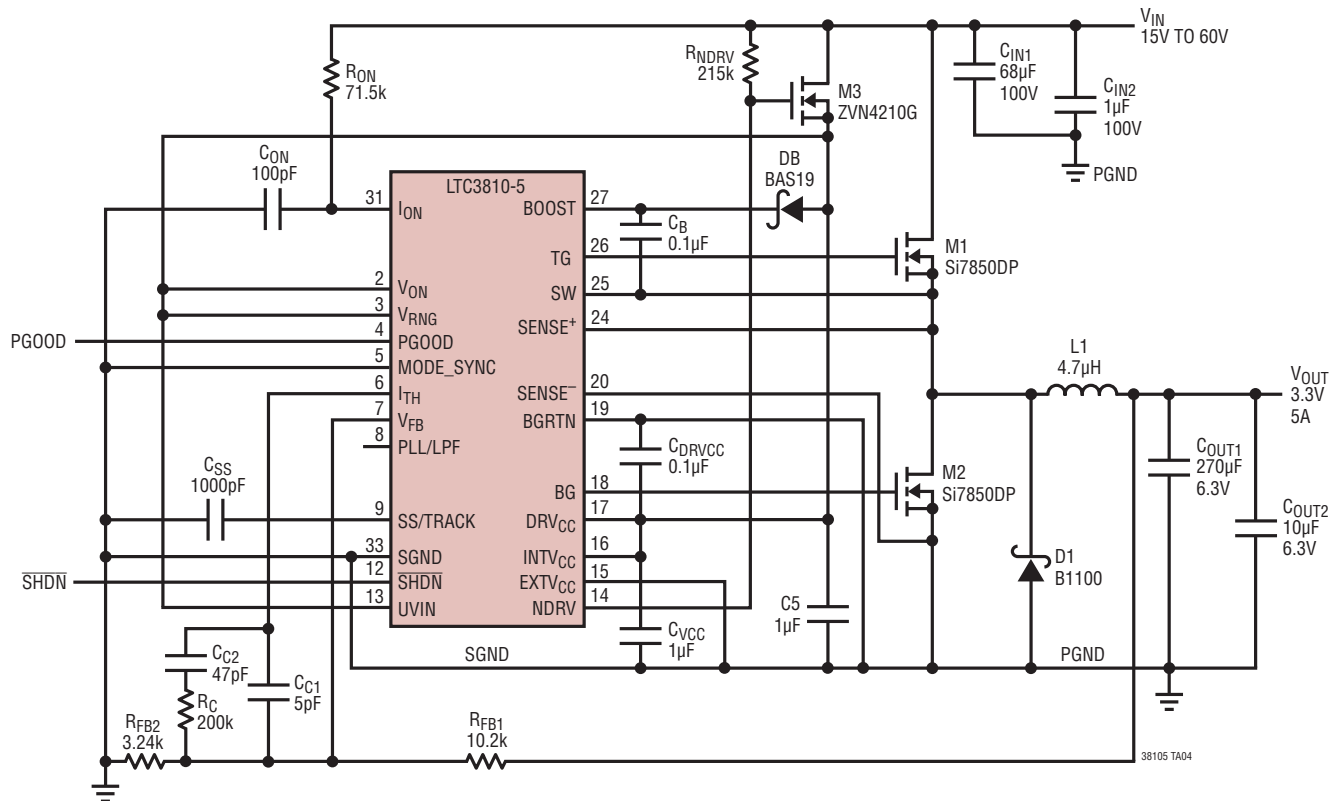 V_IN
15V TO 60V
R_ON
71.5k
R_NDRV
215k
M3
ZVN4210G
C_IN1
68µF
100V
C_IN2
1µF
100V
PGND
C_ON
100pF
DB
BAS19
LTC3810-5
31
I_ON
BOOST
27
C_B
0.1µF
TG
26
M1
Si7850DP
2
V_ON
SW
25
3
V_RNG
SENSE+
24
PGOOD
4
PGOOD
5
MODE_SYNC
L1
4.7µH
V_OUT
3.3V
5A
6
I_TH
SENSE−
20
7
V_FB
BGRTN
19
8
PLL/LPF
C_DRVCC
0.1µF
C_OUT1
270µF
6.3V
C_SS
1000pF
BG
18
M2
Si7850DP
9
SS/TRACK
DRV_CC
17
C_OUT2
10µF
6.3V
33
SGND
INTV_CC
16
D1
B1100
SHDN
12
SHDN
EXTV_CC
15
13
UVIN
NDRV
14
C5
1µF
C_VCC
1µF
SGND
PGND
C_C2
47pF
R_C
200k
C_C1
5pF
R_FB2
3.24k
R_FB1
10.2k
38105 TA04